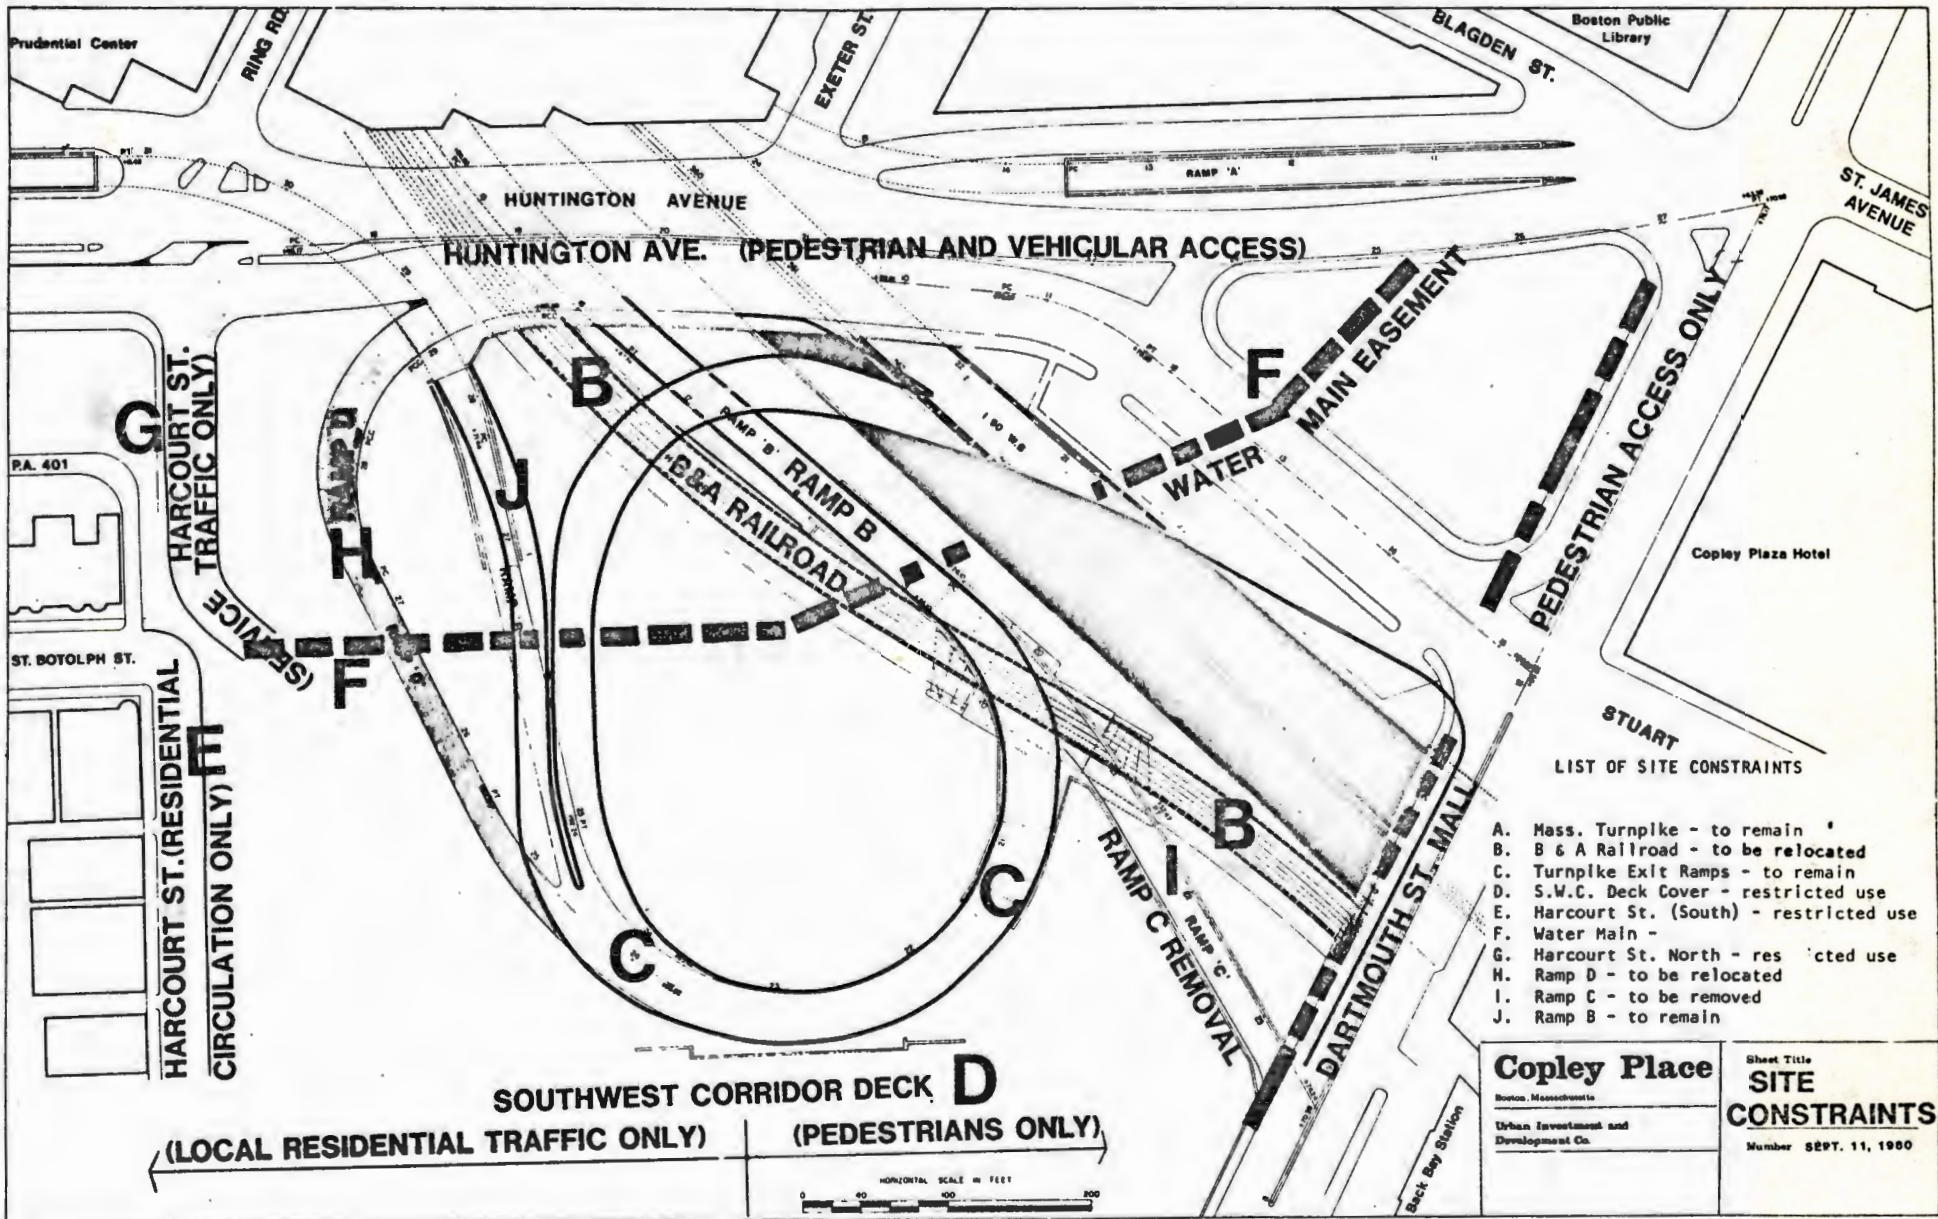 Prudential Center
RING RD.
EXETER ST.
BLAGDEN ST.
Boston Public
Library
ST. JAMES
AVENUE
RAMP 'A'
HUNTINGTON AVENUE
HUNTINGTON AVE. (PEDESTRIAN AND VEHICULAR ACCESS)
HARCOURT ST.
TRAFFIC ONLY)
(SERVICE
G
P.A. 401
RAMP D
H
J
B
RAMP 'B'
RAMP B
B&A RAILROAD
I 90 W.B
F
WATER
MAIN EASEMENT
PEDESTRIAN ACCESS ONLY
Copley Plaza Hotel
ST. BOTOLPH ST.
F
E
HARCOURT ST. (RESIDENTIAL
CIRCULATION ONLY)
STUART
B
C
C
I
RAMP 'C'
RAMP C REMOVAL
DARTMOUTH ST. MALL
LIST OF SITE CONSTRAINTS
A. Mass. Turnpike - to remain
B. B & A Railroad - to be relocated
C. Turnpike Exit Ramps - to remain
D. S.W.C. Deck Cover - restricted use
E. Harcourt St. (South) - restricted use
F. Water Main -
G. Harcourt St. North - res cted use
H. Ramp D - to be relocated
I. Ramp C - to be removed
J. Ramp B - to remain
SOUTHWEST CORRIDOR DECK D
(LOCAL RESIDENTIAL TRAFFIC ONLY)
(PEDESTRIANS ONLY)
HORIZONTAL SCALE IN FEET
0 40 100 200
Back Bay Station
Copley Place
Boston, Massachusetts
Urban Investment and
Development Co.
Sheet Title
SITE
CONSTRAINTS
Number SEPT. 11, 1980